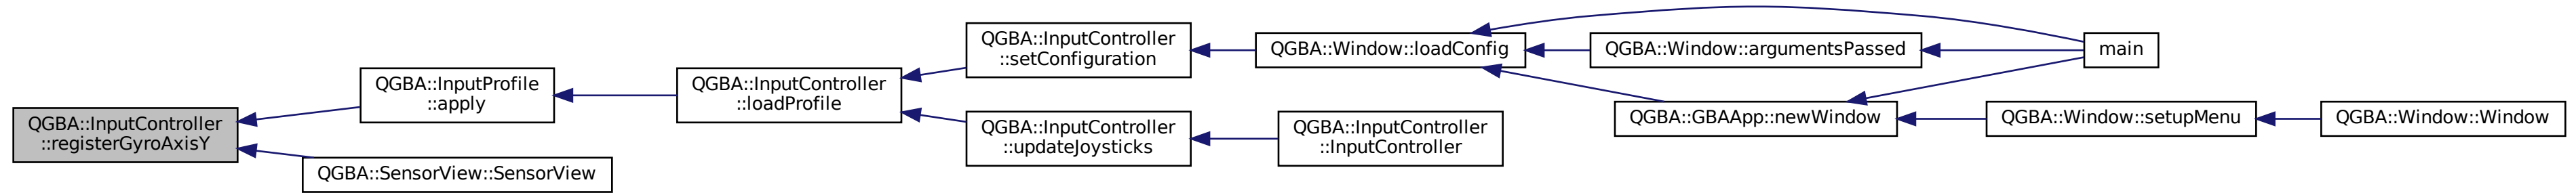 QGBA::InputController
::registerGyroAxisY
QGBA::InputProfile
::apply
QGBA::SensorView::SensorView
QGBA::InputController
::loadProfile
QGBA::InputController
::setConfiguration
QGBA::InputController
::updateJoysticks
QGBA::Window::loadConfig
QGBA::InputController
::InputController
QGBA::Window::argumentsPassed
QGBA::GBAApp::newWindow
main
QGBA::Window::setupMenu
QGBA::Window::Window